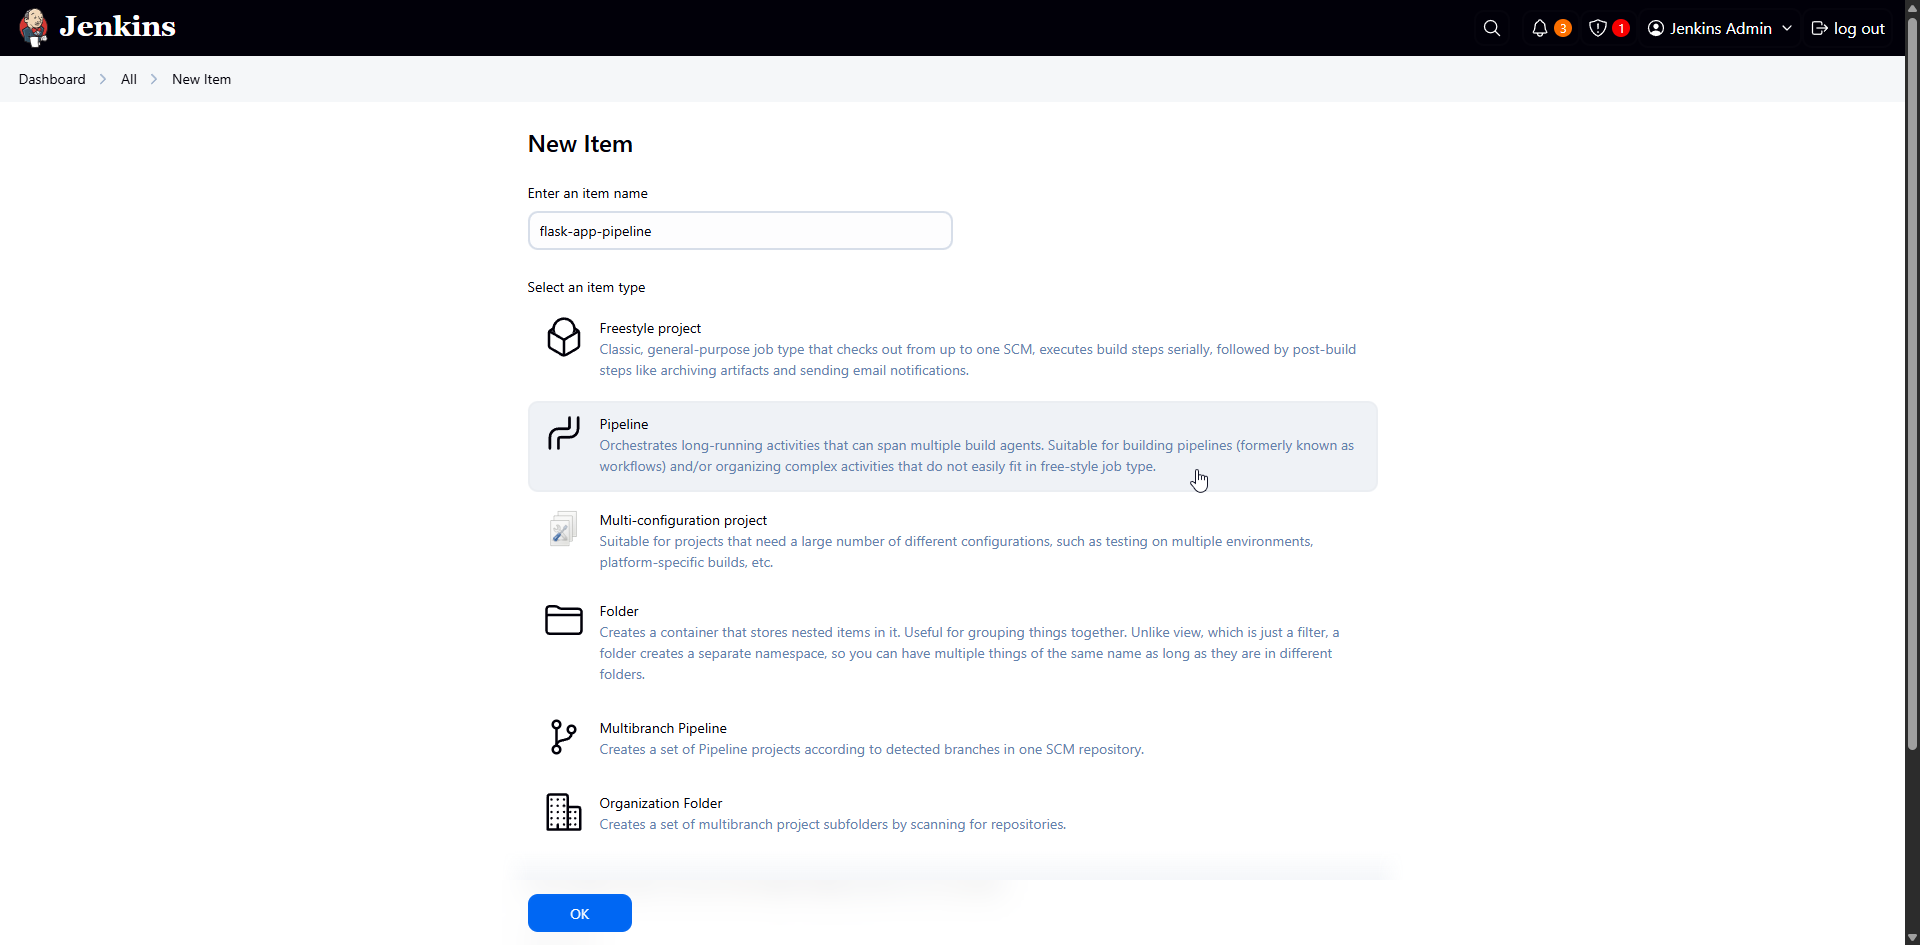 Jenkins
3
1
Jenkins Admin
log out
Dashboard
All
New Item
New Item
Enter an item name
flask-app-pipeline
Select an item type
Freestyle project
Classic, general-purpose job type that checks out from up to one SCM, executes build steps serially, followed by post-build
steps like archiving artifacts and sending email notifications.
Pipeline
Orchestrates long-running activities that can span multiple build agents. Suitable for building pipelines (formerly known as
workflows) and/or organizing complex activities that do not easily fit in free-style job type.
Multi-configuration project
Suitable for projects that need a large number of different configurations, such as testing on multiple environments,
platform-specific builds, etc.
Folder
Creates a container that stores nested items in it. Useful for grouping things together. Unlike view, which is just a filter, a
folder creates a separate namespace, so you can have multiple things of the same name as long as they are in different
folders.
Multibranch Pipeline
Creates a set of Pipeline projects according to detected branches in one SCM repository.
Organization Folder
Creates a set of multibranch project subfolders by scanning for repositories.
OK